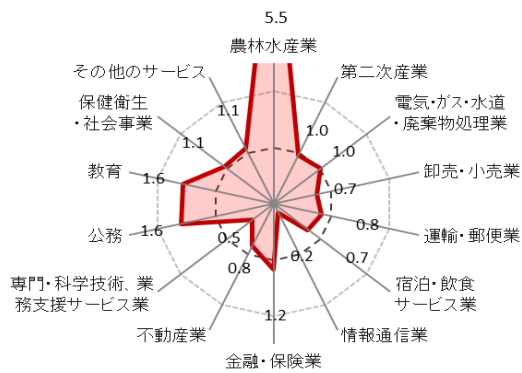 5.5
農林水産業
その他のサービス
第二次産業
1.1
1.0
保健衛生
・社会事業
電気・ガス・水道
・廃棄物処理業
1.1
1.0
教育
1.6
0.7
卸売・小売業
公務
1.6
0.8
運輸・郵便業
0.5
0.7
専門・科学技術、業
務支援サービス業
宿泊・飲食
サービス業
0.8
0.2
不動産業
1.2
情報通信業
金融・保険業